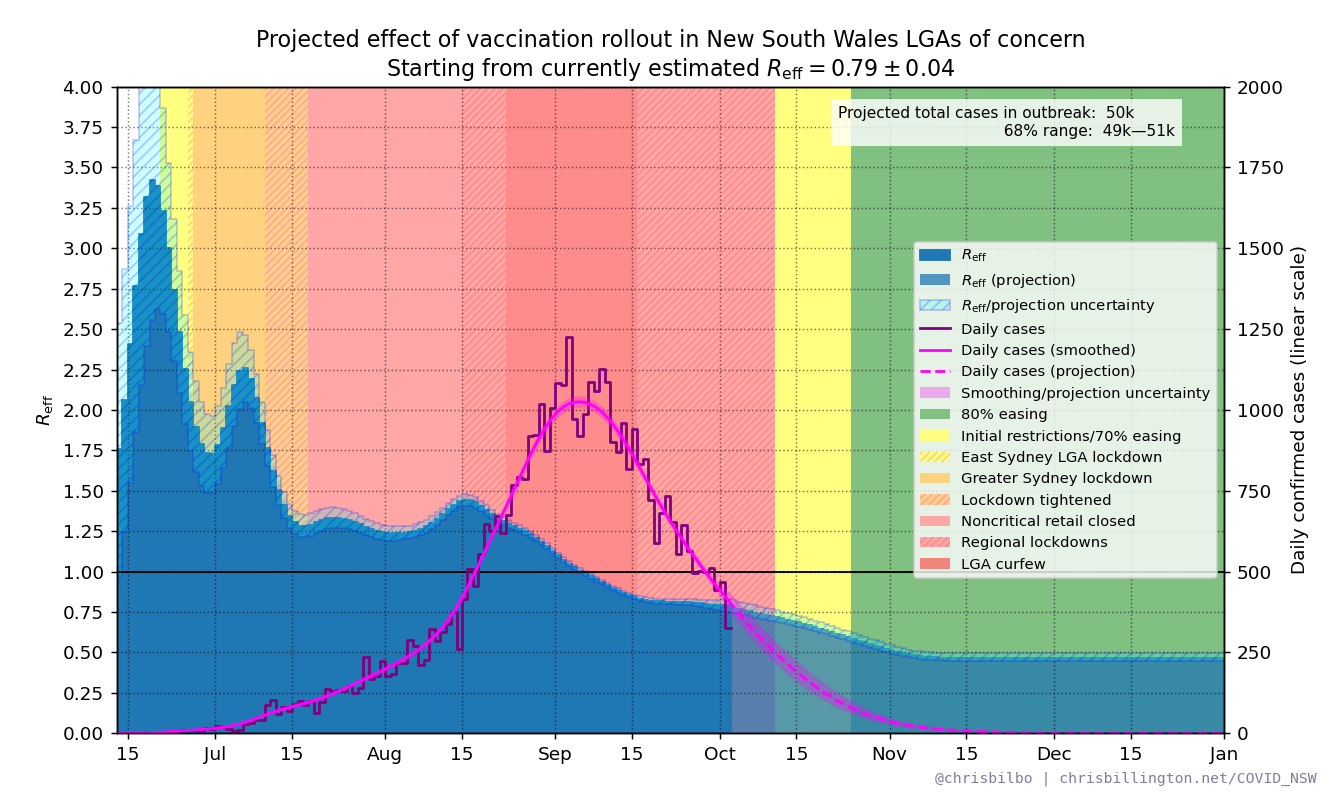 Projected effect of vaccination rollout in New South Wales LGAs of concern
Starting from currently estimated Reff = 0.79 ± 0.04
Projected total cases in outbreak: 50k
68% range: 49k—51k
4.00
3.75
3.50
3.25
3.00
2.75
2.50
2.25
2.00
1.75
1.50
1.25
1.00
0.75
0.50
0.25
0.00
Reff
2000
1750
1500
1250
1000
750
500
250
0
Daily confirmed cases (linear scale)
Reff
Reff (projection)
Reff/projection uncertainty
Daily cases
Daily cases (smoothed)
Daily cases (projection)
Smoothing/projection uncertainty
80% easing
Initial restrictions/70% easing
East Sydney LGA lockdown
Greater Sydney lockdown
Lockdown tightened
Noncritical retail closed
Regional lockdowns
LGA curfew
15 Jul 15 Aug 15 Sep 15 Oct 15 Nov 15 Dec 15 Jan
@chrisbilbo | chrisbillington.net/COVID_NSW